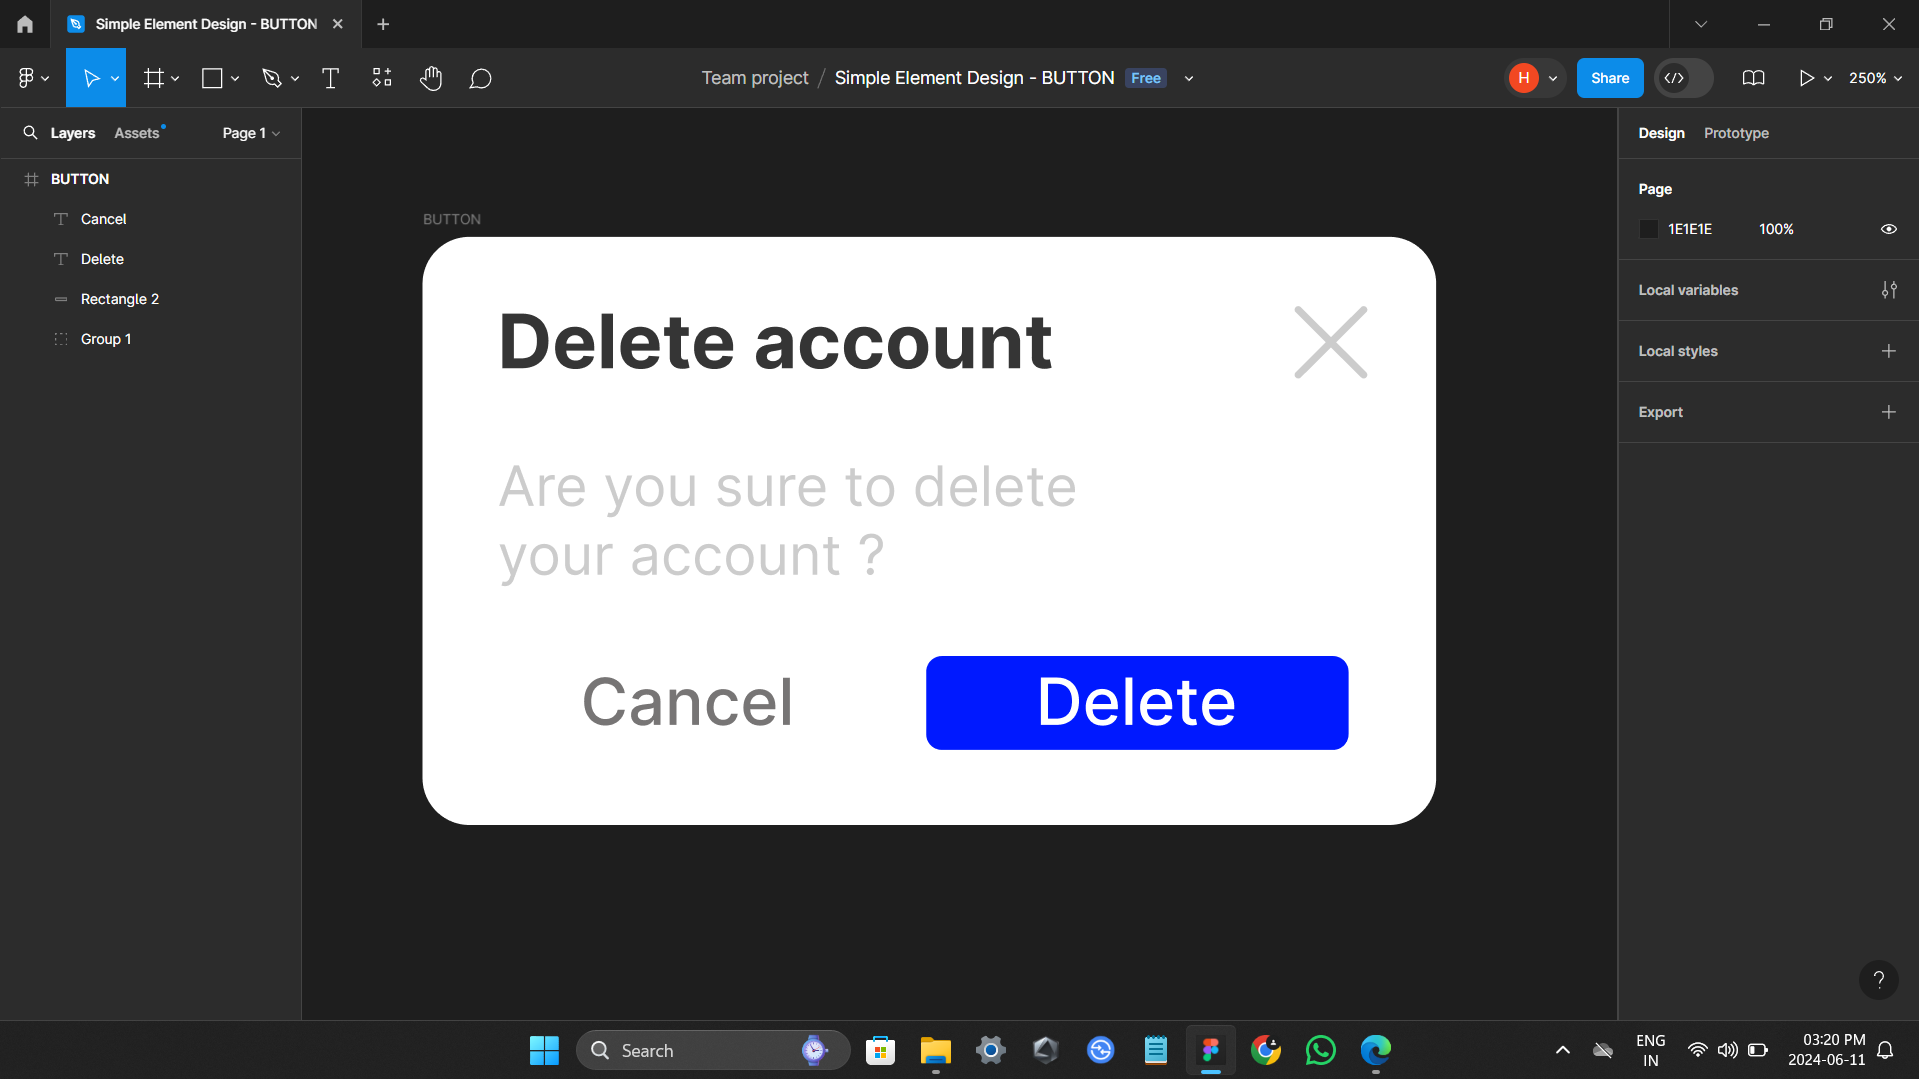 Simple Element Design - BUTTON
Team project / Simple Element Design - BUTTON Free
H
Share
250%
Layers
Assets
Page 1
BUTTON
Cancel
Delete
Rectangle 2
Group 1
BUTTON
Delete account
Are you sure to delete
your account ?
Cancel
Delete
Design
Prototype
Page
1E1E1E
100%
Local variables
Local styles
Export
?
Search
ENG
IN
03:20 PM
2024-06-11